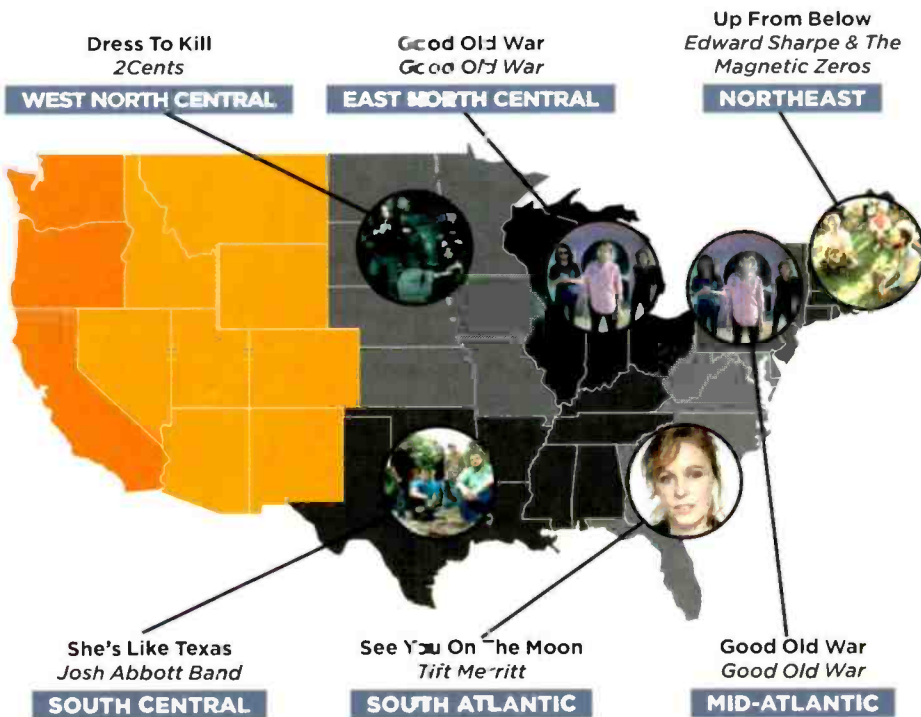 Dress To Kill
2Cents
WEST NORTH CENTRAL
Good Old War
Good Old War
EAST NORTH CENTRAL
Up From Below
Edward Sharpe & The
Magnetic Zeros
NORTHEAST
She's Like Texas
Josh Abbott Band
SOUTH CENTRAL
See You On The Moon
Tift Merritt
SOUTH ATLANTIC
Good Old War
Good Old War
MID-ATLANTIC